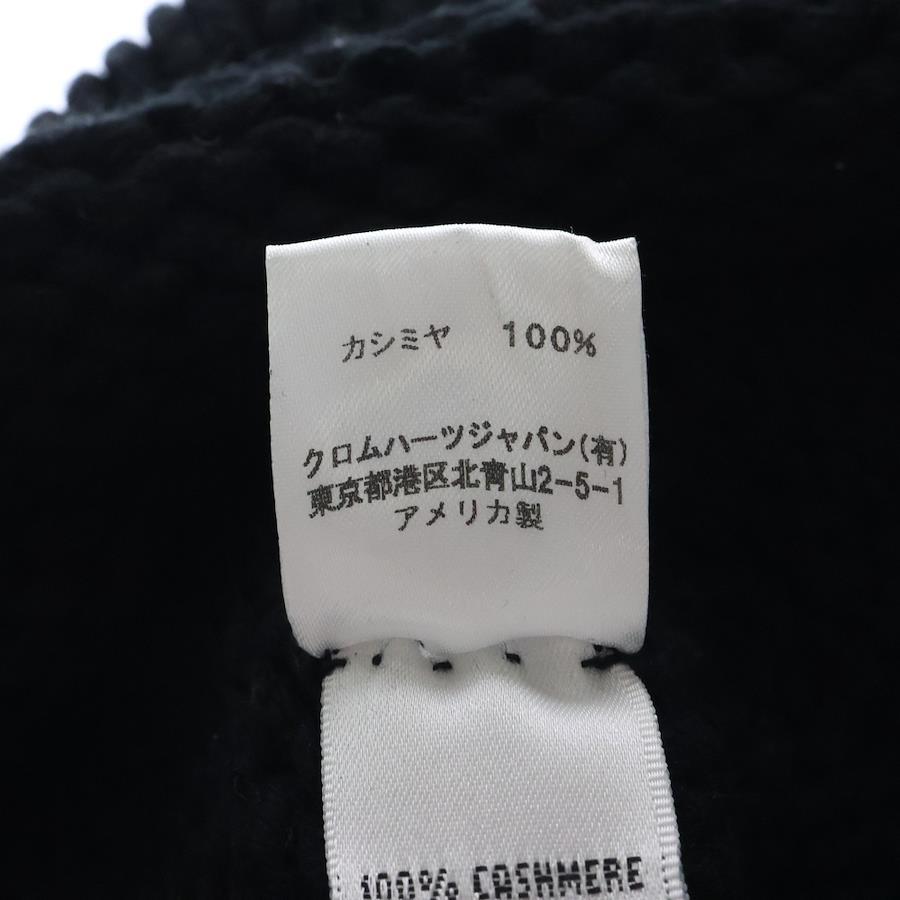 カシミヤ 100%
クロムハーツジャパン(有)
東京都港区北青山2-5-1
アメリカ製
100% CASHMERE